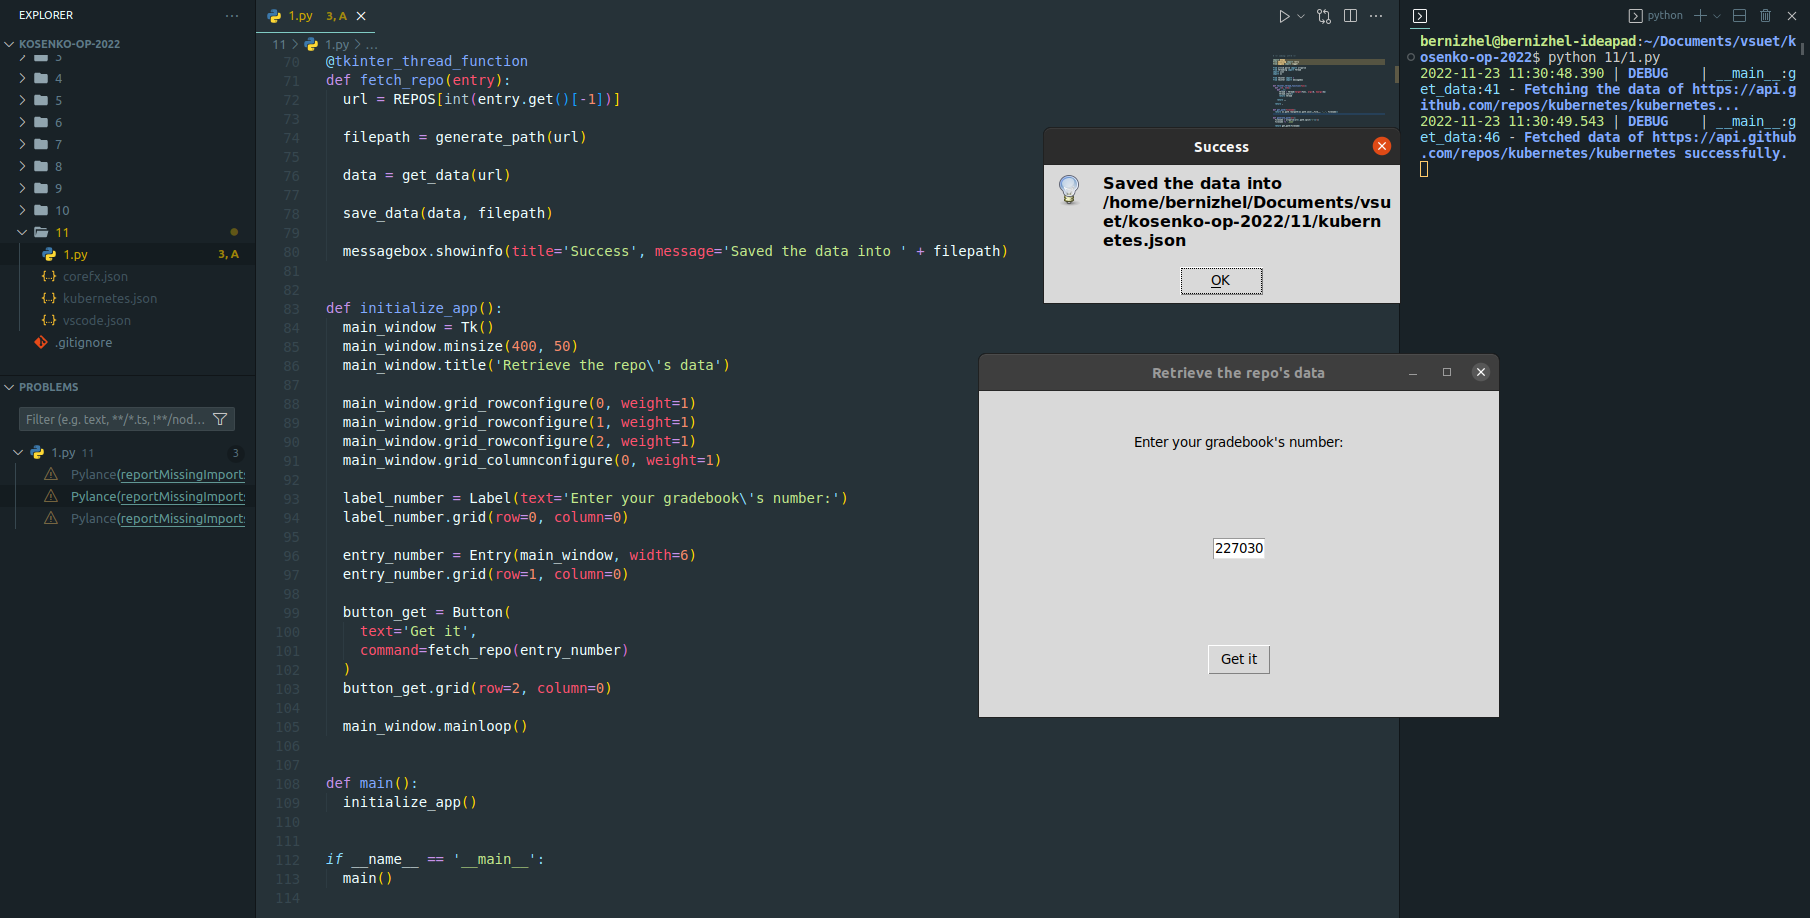 EXPLORER
KOSENKO-OP-2022
3
4
5
6
7
8
9
10
11
1.py 3, A
corefx.json
kubernetes.json
vscode.json
.gitignore
PROBLEMS
Filter (e.g. text, **/*.ts, !**/nod...
1.py 11 3
Pylance(reportMissingImports
Pylance(reportMissingImports
Pylance(reportMissingImports
1.py 3, A
11 > 1.py > ...
70 @tkinter_thread_function
71 def fetch_repo(entry):
72 url = REPOS[int(entry.get()[-1])]
73
74 filepath = generate_path(url)
75
76 data = get_data(url)
77
78 save_data(data, filepath)
79
80 messagebox.showinfo(title='Success', message='Saved the data into ' + filepath)
81
82
83 def initialize_app():
84 main_window = Tk()
85 main_window.minsize(400, 50)
86 main_window.title('Retrieve the repo\'s data')
87
88 main_window.grid_rowconfigure(0, weight=1)
89 main_window.grid_rowconfigure(1, weight=1)
90 main_window.grid_rowconfigure(2, weight=1)
91 main_window.grid_columnconfigure(0, weight=1)
92
93 label_number = Label(text='Enter your gradebook\'s number:')
94 label_number.grid(row=0, column=0)
95
96 entry_number = Entry(main_window, width=6)
97 entry_number.grid(row=1, column=0)
98
99 button_get = Button(
100 text='Get it',
101 command=fetch_repo(entry_number)
102 )
103 button_get.grid(row=2, column=0)
104
105 main_window.mainloop()
106
107
108 def main():
109 initialize_app()
110
111
112 if __name__ == '__main__':
113 main()
114
Success
Saved the data into
/home/bernizhel/Documents/vsu
et/kosenko-op-2022/11/kubern
etes.json
OK
Retrieve the repo's data
Enter your gradebook's number:
227030
Get it
python
bernizhel@bernizhel-ideapad:~/Documents/vsuet/k
osenko-op-2022$ python 11/1.py
2022-11-23 11:30:48.390 | DEBUG | __main__:g
et_data:41 - Fetching the data of https://api.g
ithub.com/repos/kubernetes/kubernetes...
2022-11-23 11:30:49.543 | DEBUG | __main__:g
et_data:46 - Fetched data of https://api.github
.com/repos/kubernetes/kubernetes successfully.